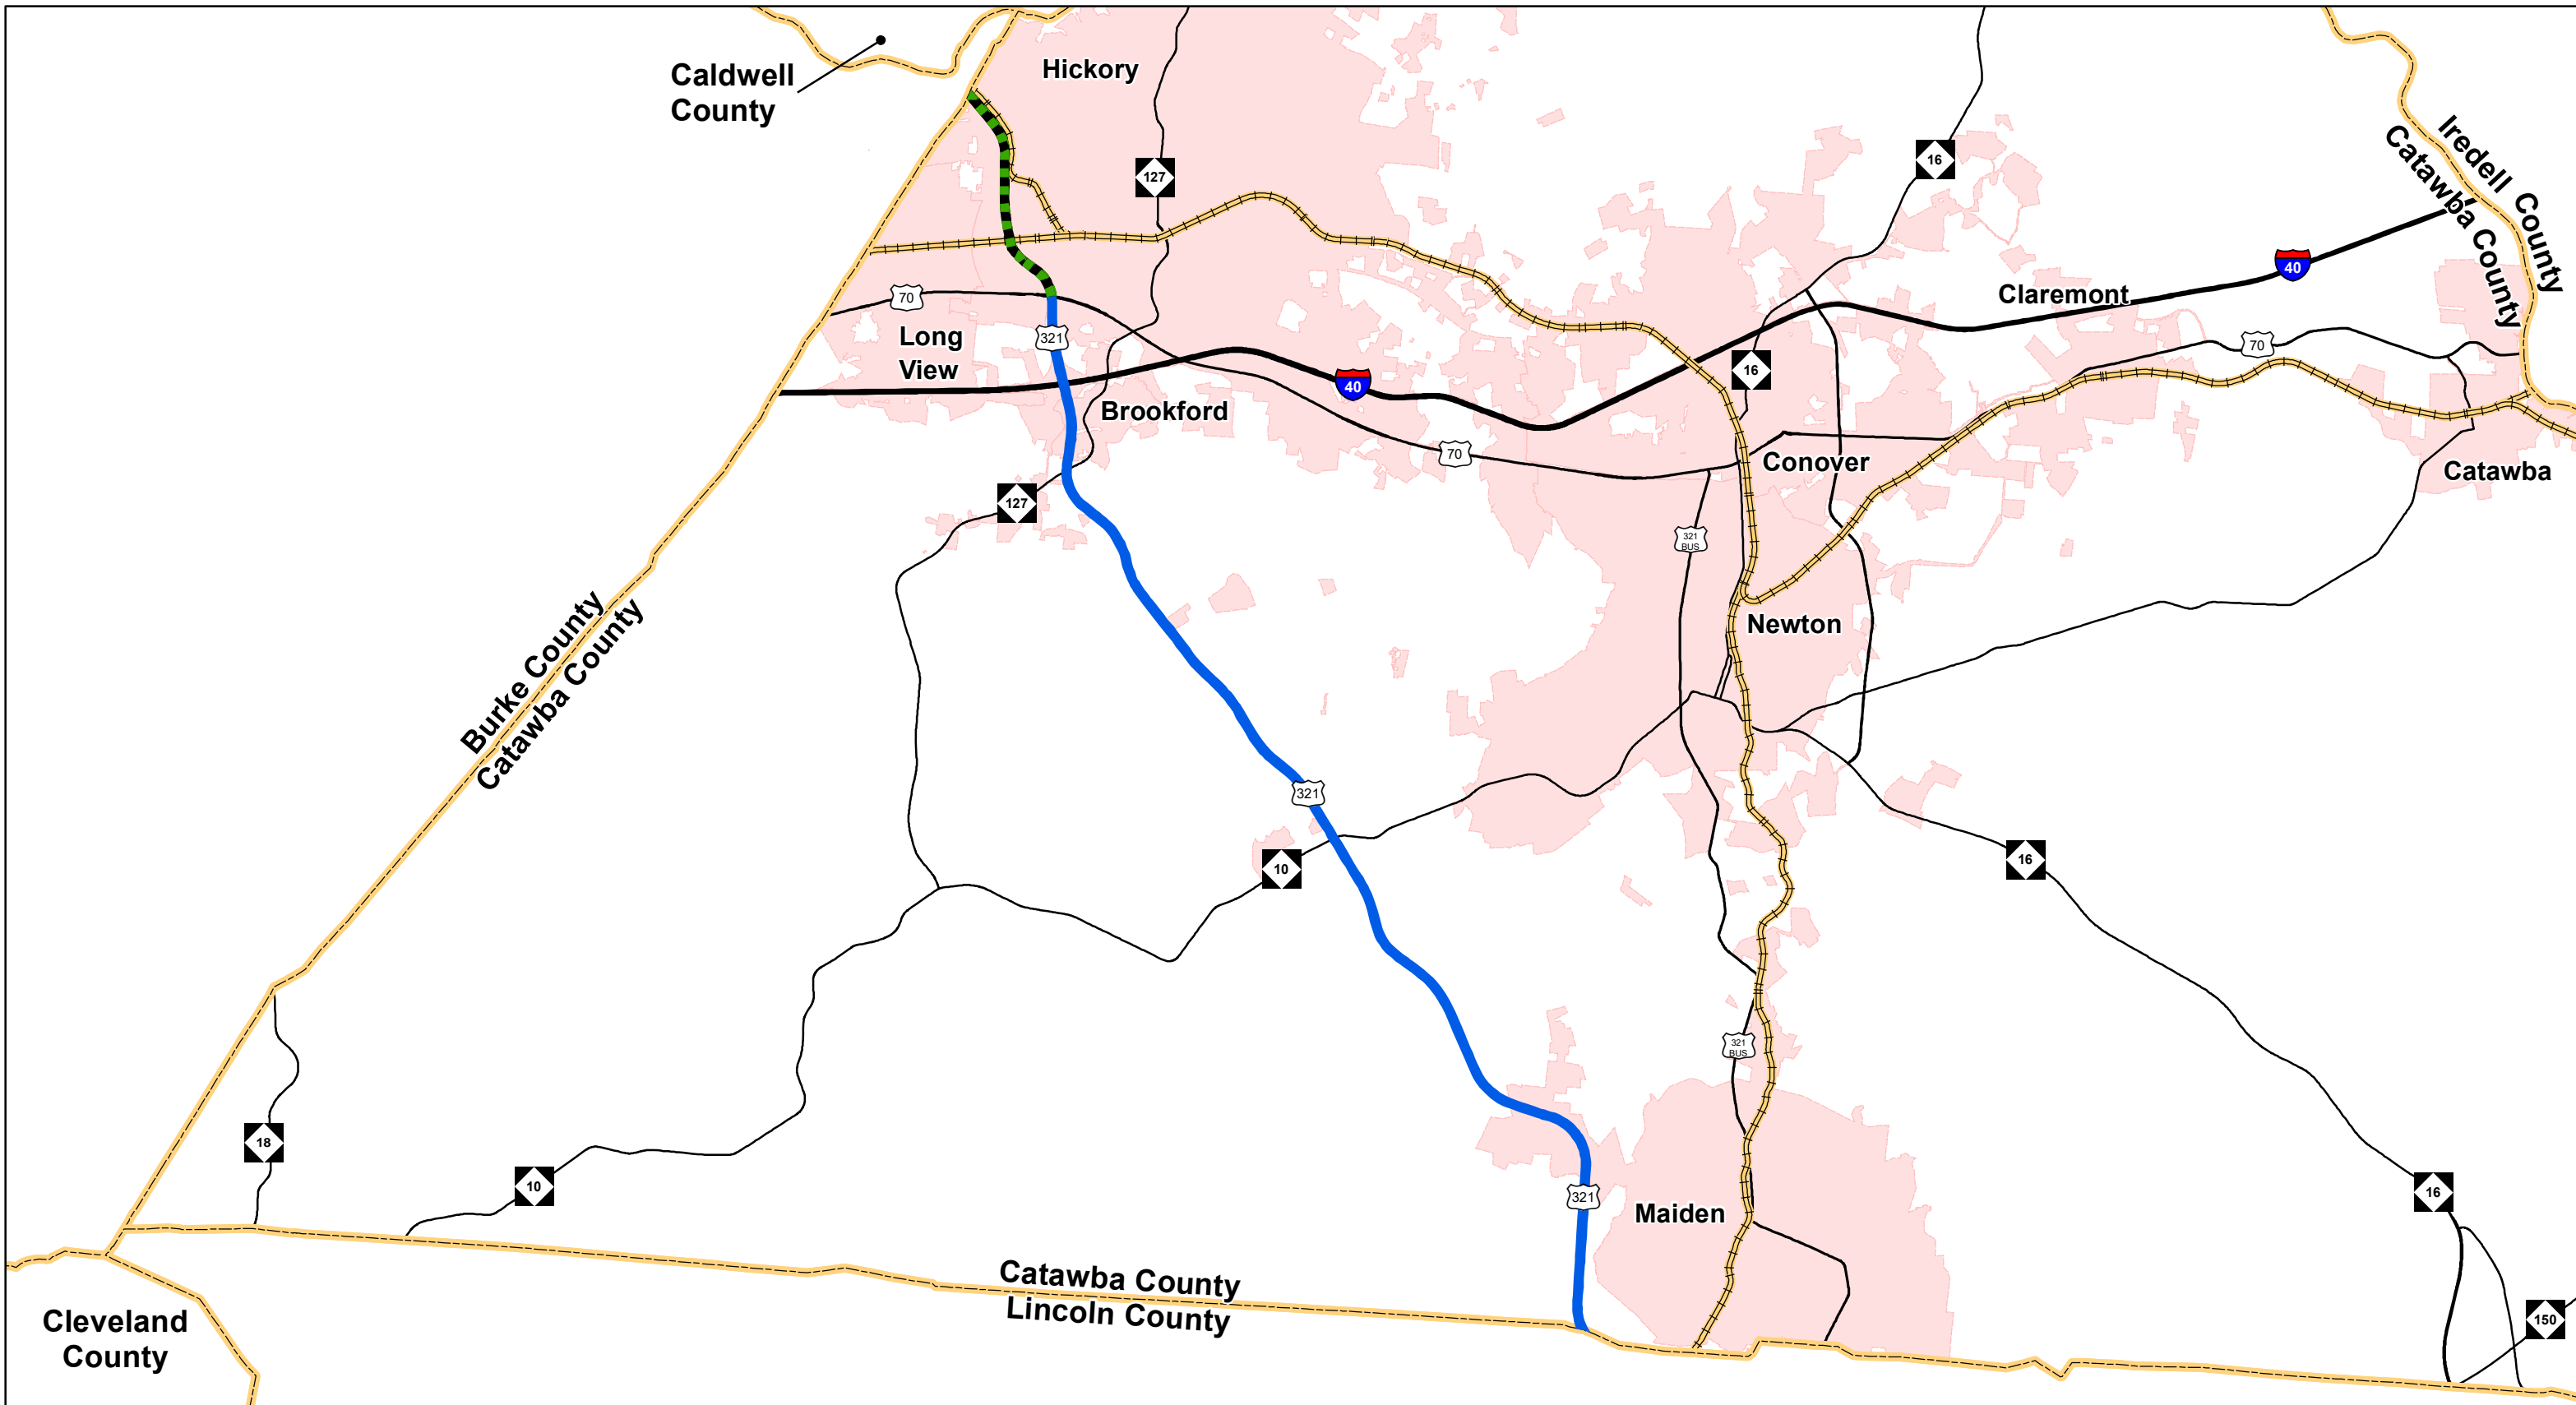 Hickory
Caldwell
County
127
16
Iredell County
Catawba County
40
Claremont
70
321
Long
View
70
16
40
Brookford
70
Conover
Catawba
127
321
BUS
Newton
Burke County
Catawba County
321
10
16
321
BUS
18
10
321
16
Maiden
Catawba County
Lincoln County
Cleveland
County
150